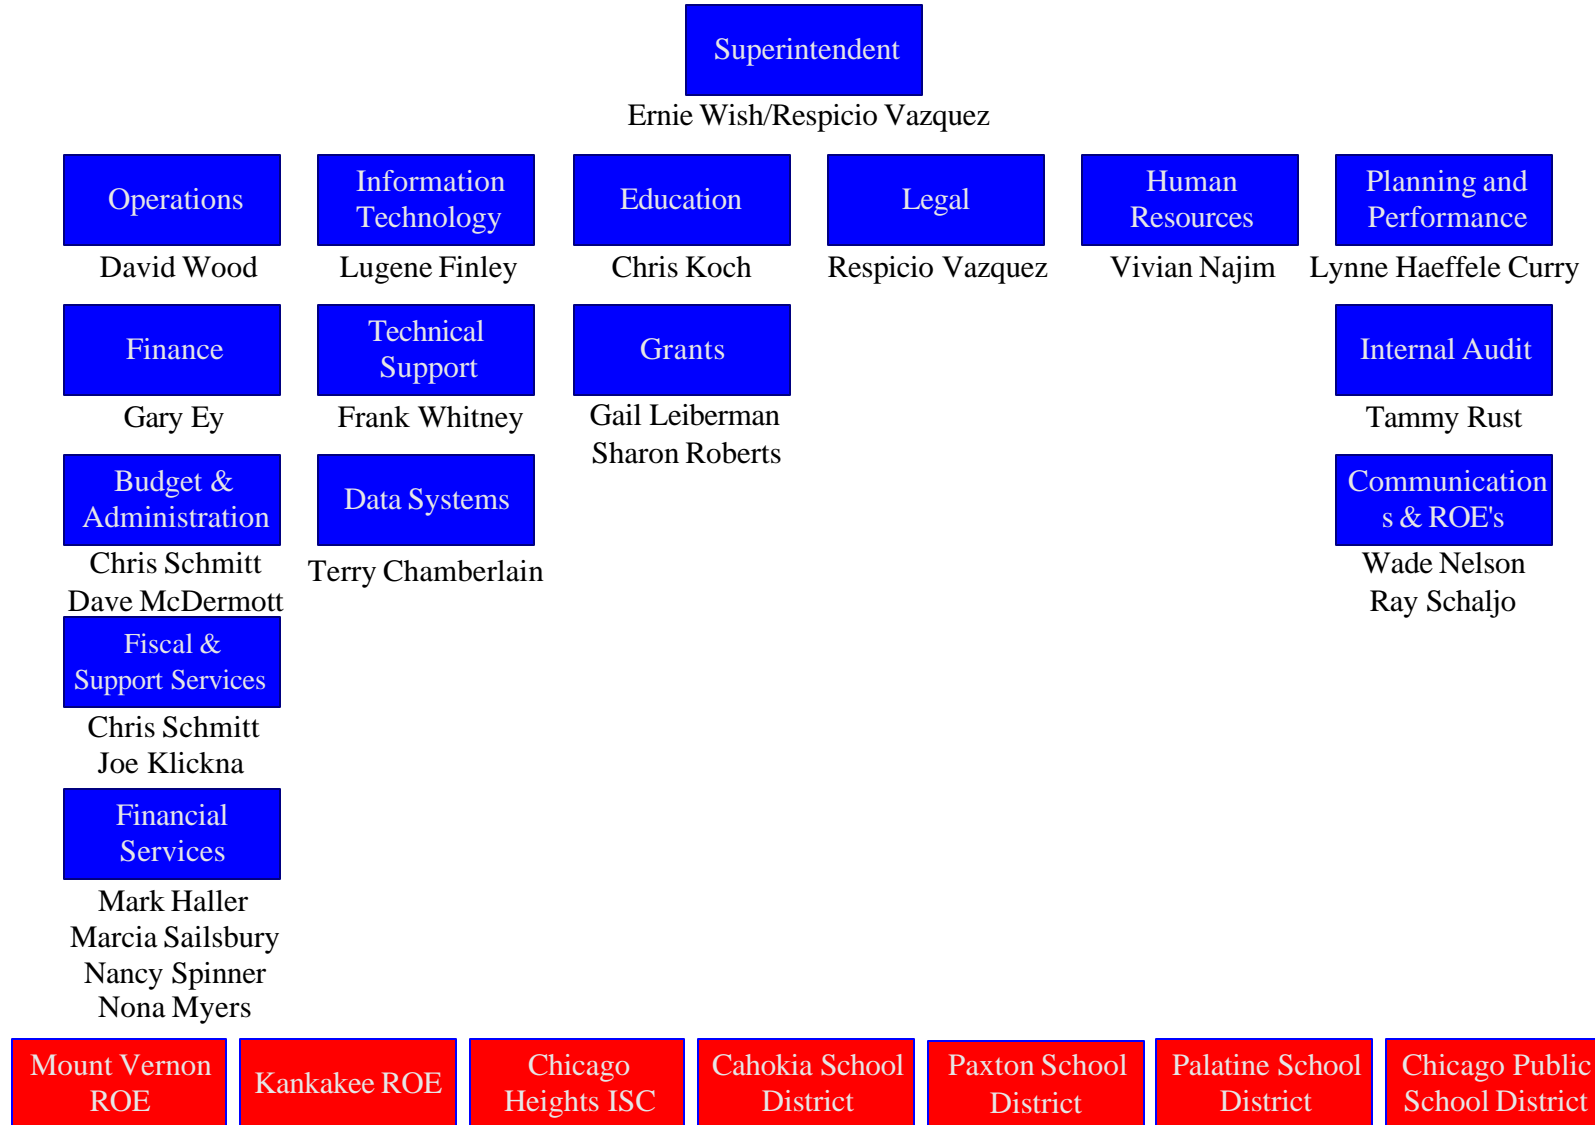 Superintendent
Ernie Wish/Respicio Vazquez
Operations
David Wood
Information
Technology
Lugene Finley
Education
Chris Koch
Legal
Respicio Vazquez
Human
Resources
Vivian Najim
Planning and
Performance
Lynne Haeffele Curry
Finance
Gary Ey
Technical
Support
Frank Whitney
Grants
Gail Leiberman
Sharon Roberts
Internal Audit
Tammy Rust
Budget &
Administration
Chris Schmitt
Dave McDermott
Data Systems
Terry Chamberlain
Communication
s & ROE's
Wade Nelson
Ray Schaljo
Fiscal &
Support Services
Chris Schmitt
Joe Klickna
Financial
Services
Mark Haller
Marcia Sailsbury
Nancy Spinner
Nona Myers
Mount Vernon
ROE
Kankakee ROE
Chicago
Heights ISC
Cahokia School
District
Paxton School
District
Palatine School
District
Chicago Public
School District